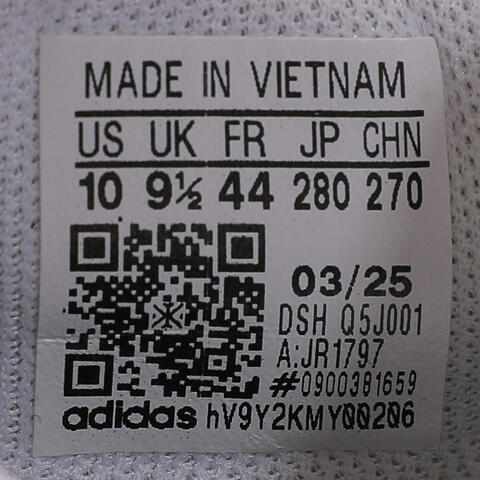 MADE IN VIETNAM
US UK FR JP CHN
10 9½ 44 280 270
03/25
DSH Q5J001
A:JR1797
#0900381659
adidas hV9Y2KMY00206